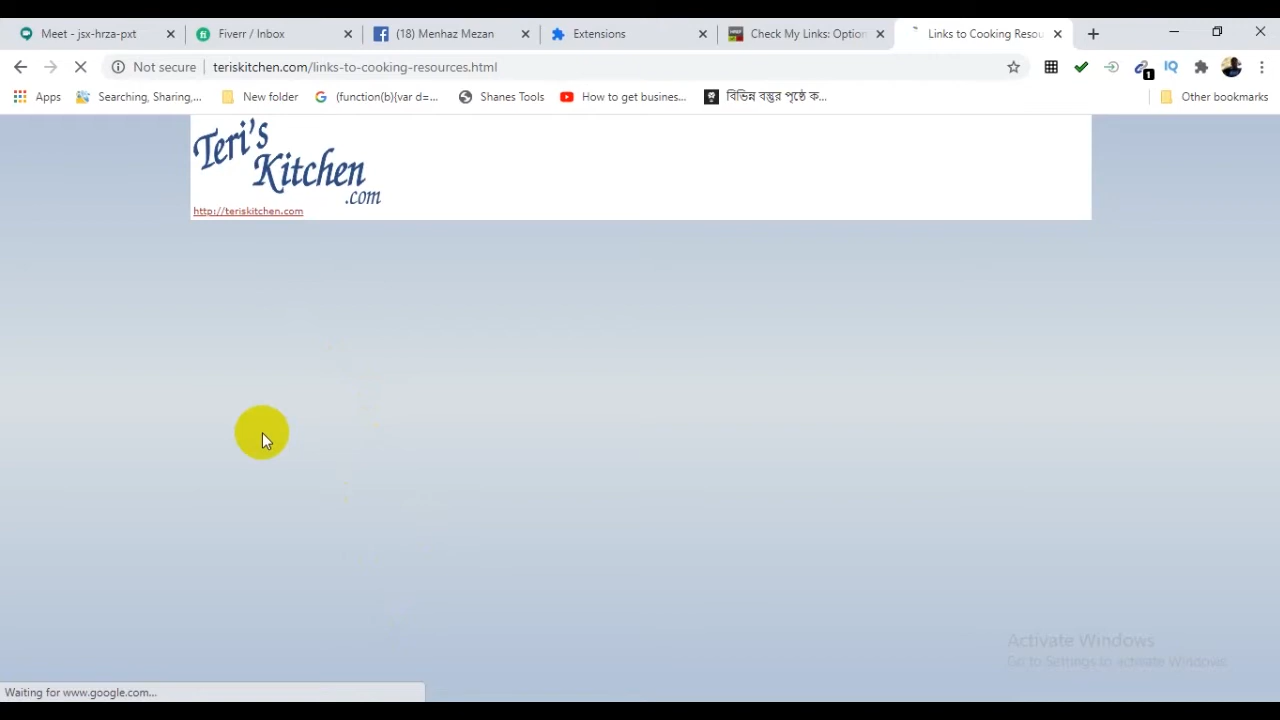 Meet - jsx-hrza-pxt
Fiverr / Inbox
(18) Menhaz Mezan
Extensions
Check My Links: Option
Links to Cooking Resou
Not secure
teriskitchen.com/links-to-cooking-resources.html
1
IQ
Apps
Searching, Sharing,...
New folder
(function(b){var d=...
Shanes Tools
How to get busines...
বিভিন্ন বস্তুর পৃষ্ঠে ক...
Other bookmarks
Teri's
Kitchen
.com
http://teriskitchen.com
Activate Windows
Go to Settings to activate Windows.
Waiting for www.google.com...